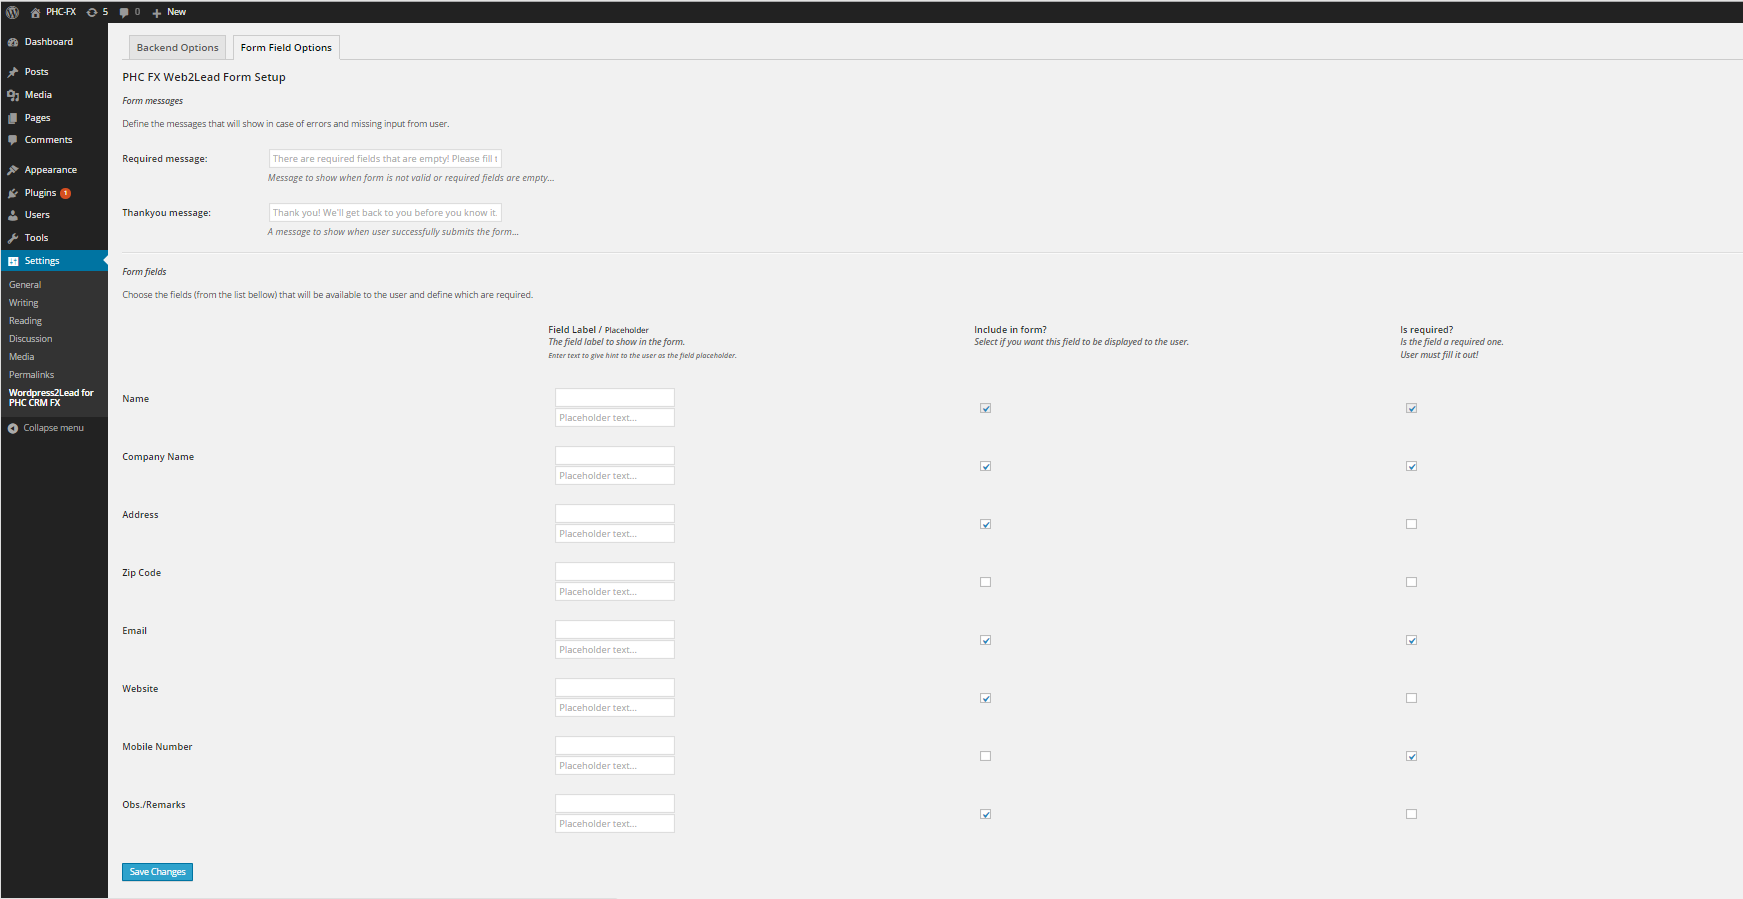 PHC-FX 5 0 New
Dashboard
Posts
Media
Pages
Comments
Appearance
Plugins 1
Users
Tools
Settings
General
Writing
Reading
Discussion
Media
Permalinks
Wordpress2Lead for
PHC CRM FX
Collapse menu
Backend Options Form Field Options
PHC FX Web2Lead Form Setup
Form messages
Define the messages that will show in case of errors and missing input from user.
Required message: There are required fields that are empty! Please fill t
Message to show when form is not valid or required fields are empty...
Thankyou message: Thank you! We'll get back to you before you know it.
A message to show when user successfully submits the form...
Form fields
Choose the fields (from the list bellow) that will be available to the user and define which are required.
Field Label / Placeholder Include in form? Is required?
The field label to show in the form. Select if you want this field to be displayed to the user. Is the field a required one.
Enter text to give hint to the user as the field placeholder. User must fill it out!
Name
Placeholder text...
Company Name
Placeholder text...
Address
Placeholder text...
Zip Code
Placeholder text...
Email
Placeholder text...
Website
Placeholder text...
Mobile Number
Placeholder text...
Obs./Remarks
Placeholder text...
Save Changes